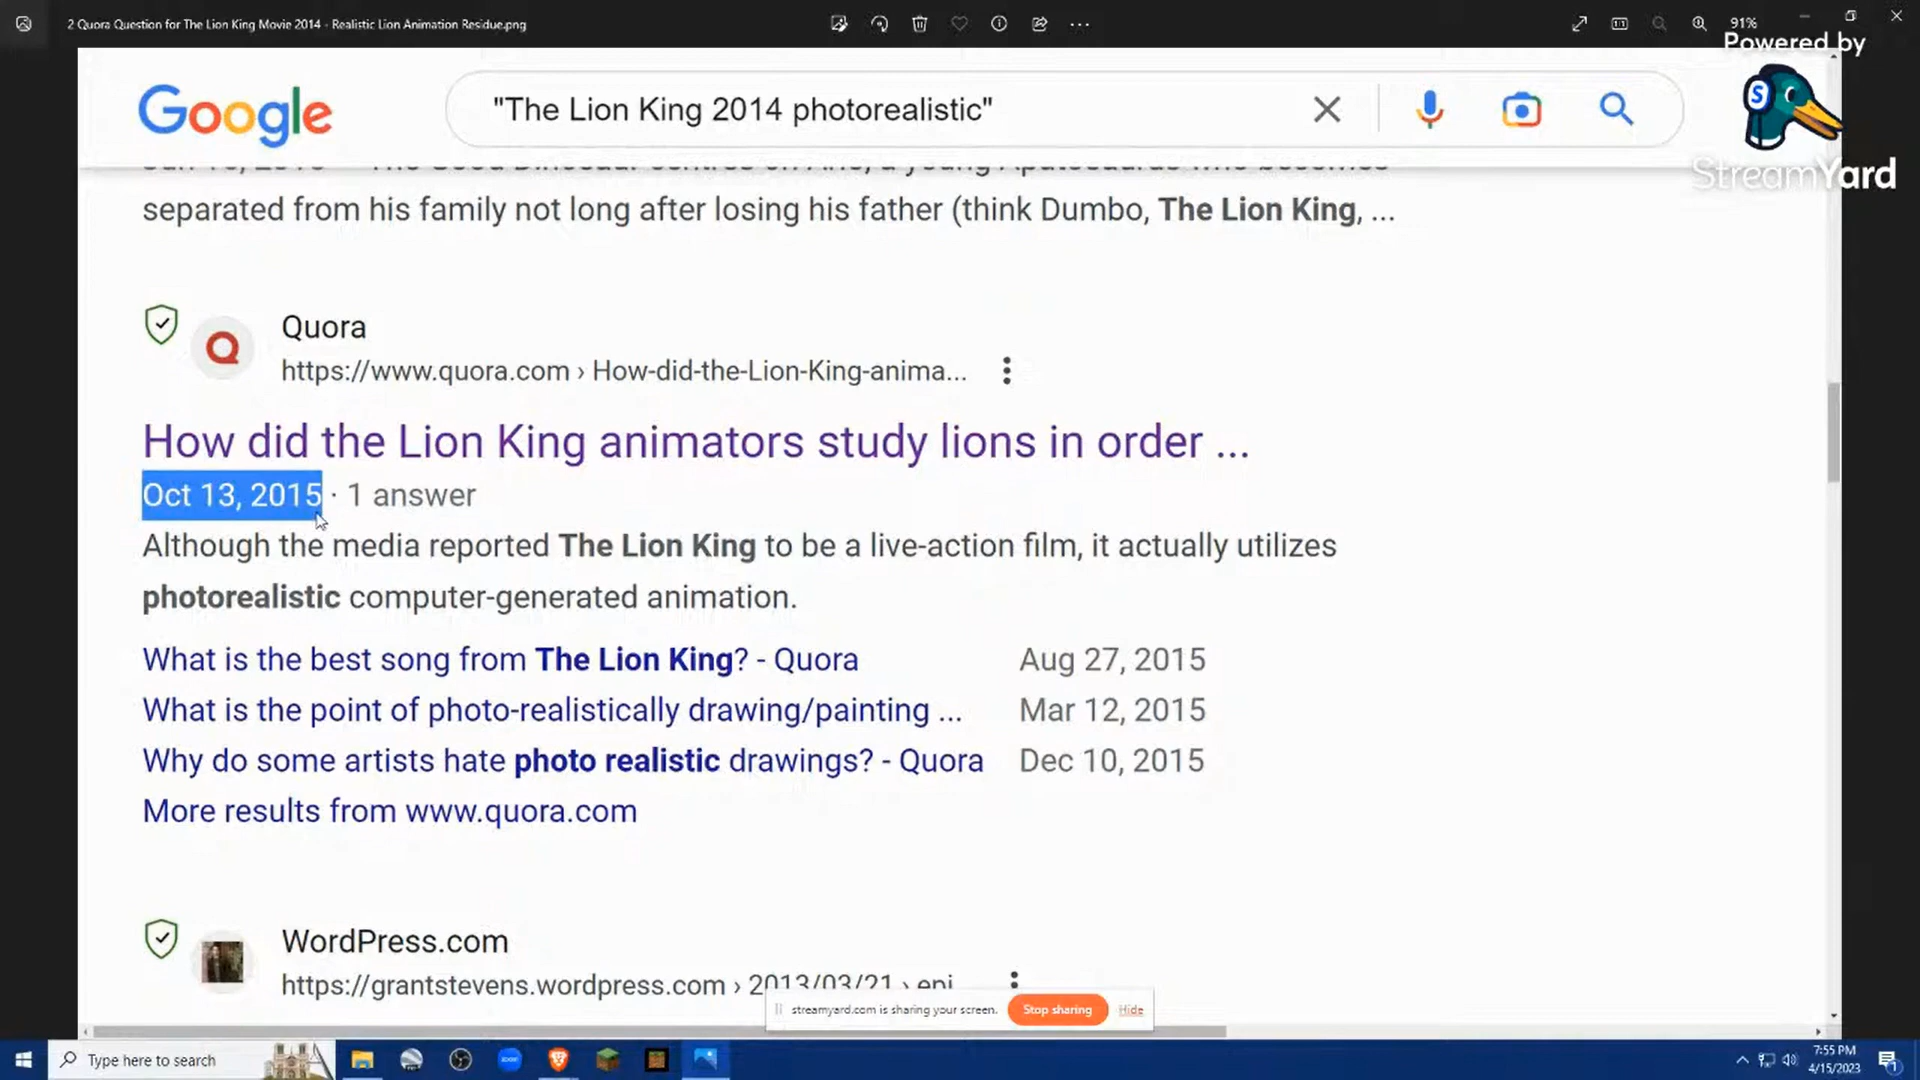 2 Quora Question for The Lion King Movie 2014 - Realistic Lion Animation Residue.png
91%
Powered by
StreamYard
Google
"The Lion King 2014 photorealistic"
separated from his family not long after losing his father (think Dumbo, The Lion King, ...
Quora
https://www.quora.com › How-did-the-Lion-King-anima...
How did the Lion King animators study lions in order ...
Oct 13, 2015 · 1 answer
Although the media reported The Lion King to be a live-action film, it actually utilizes
photorealistic computer-generated animation.
What is the best song from The Lion King? - Quora Aug 27, 2015
What is the point of photo-realistically drawing/painting ... Mar 12, 2015
Why do some artists hate photo realistic drawings? - Quora Dec 10, 2015
More results from www.quora.com
WordPress.com
https://grantstevens.wordpress.com › 2013/03/21 › epi
streamyard.com is sharing your screen. Stop sharing Hide
Type here to search
zoom
7:55 PM
4/15/2023